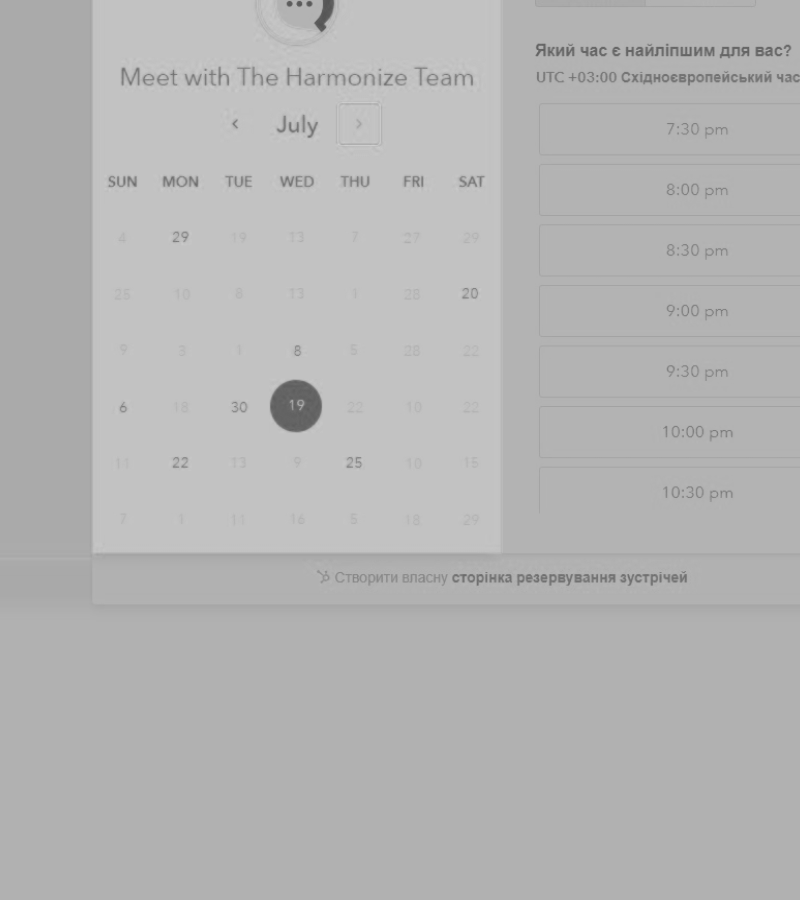 Meet with The Harmonize Team
July
SUN MON TUE WED THU FRI SAT
4 29 19 13 7 27 29
25 10 8 13 1 28 20
9 3 1 8 5 28 22
6 18 30 19 22 10 22
11 22 13 9 25 10 15
7 1 11 16 5 18 29
Який час є найліпшим для вас?
UTC +03:00 Східноєвропейський час
7:30 pm
8:00 pm
8:30 pm
9:00 pm
9:30 pm
10:00 pm
10:30 pm
Створити власну сторінка резервування зустрічей